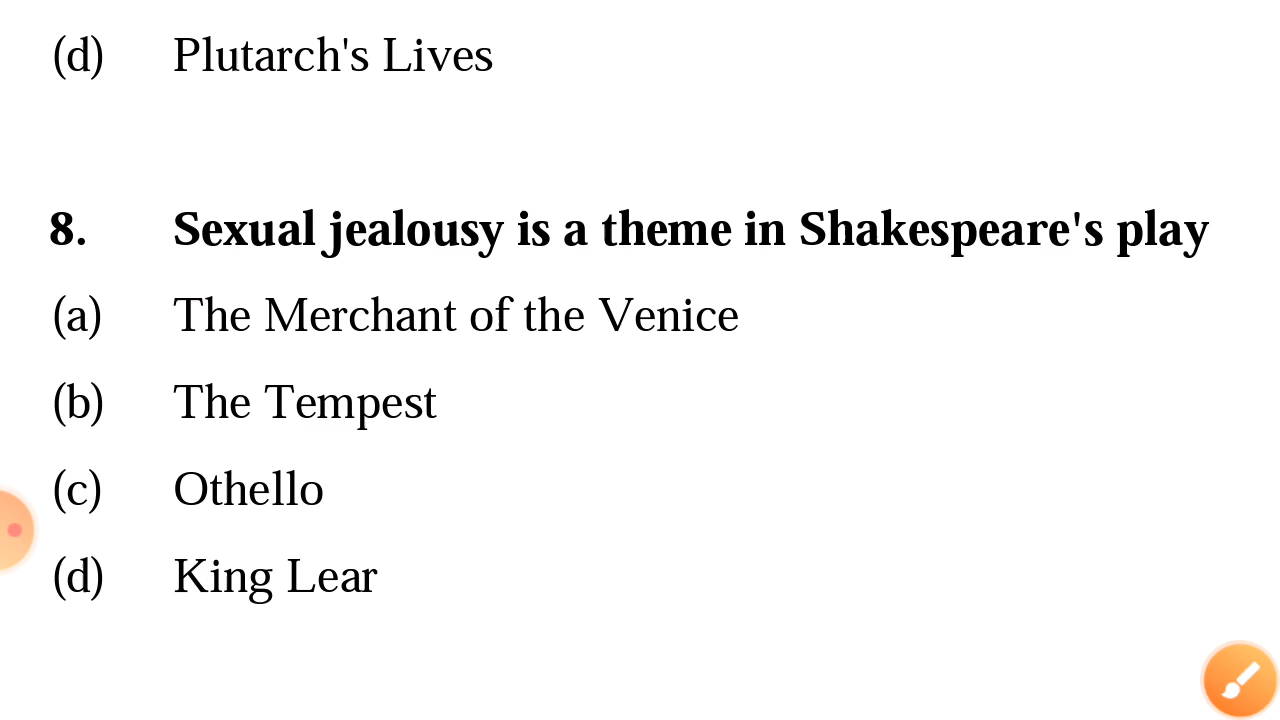 (d) Plutarch's Lives
8. Sexual jealousy is a theme in Shakespeare's play
(a) The Merchant of the Venice
(b) The Tempest
(c) Othello
(d) King Lear